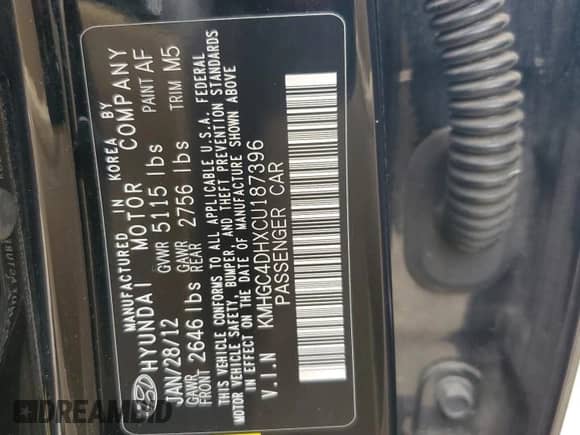 MANUFACTURED IN KOREA BY
HYUNDAI MOTOR COMPANY
JAN/28/12 GVWR 5115 lbs PAINT AF
GAWR FRONT 2646 lbs GAWR REAR 2756 lbs TRIM M5
THIS VEHICLE CONFORMS TO ALL APPLICABLE U.S.A. FEDERAL
MOTOR VEHICLE SAFETY, BUMPER, AND THEFT PREVENTION STANDARDS
IN EFFECT ON THE DATE OF MANUFACTURE SHOWN ABOVE
V.I.N KMHGC4DHXCU187396
PASSENGER CAR
DREAMBID